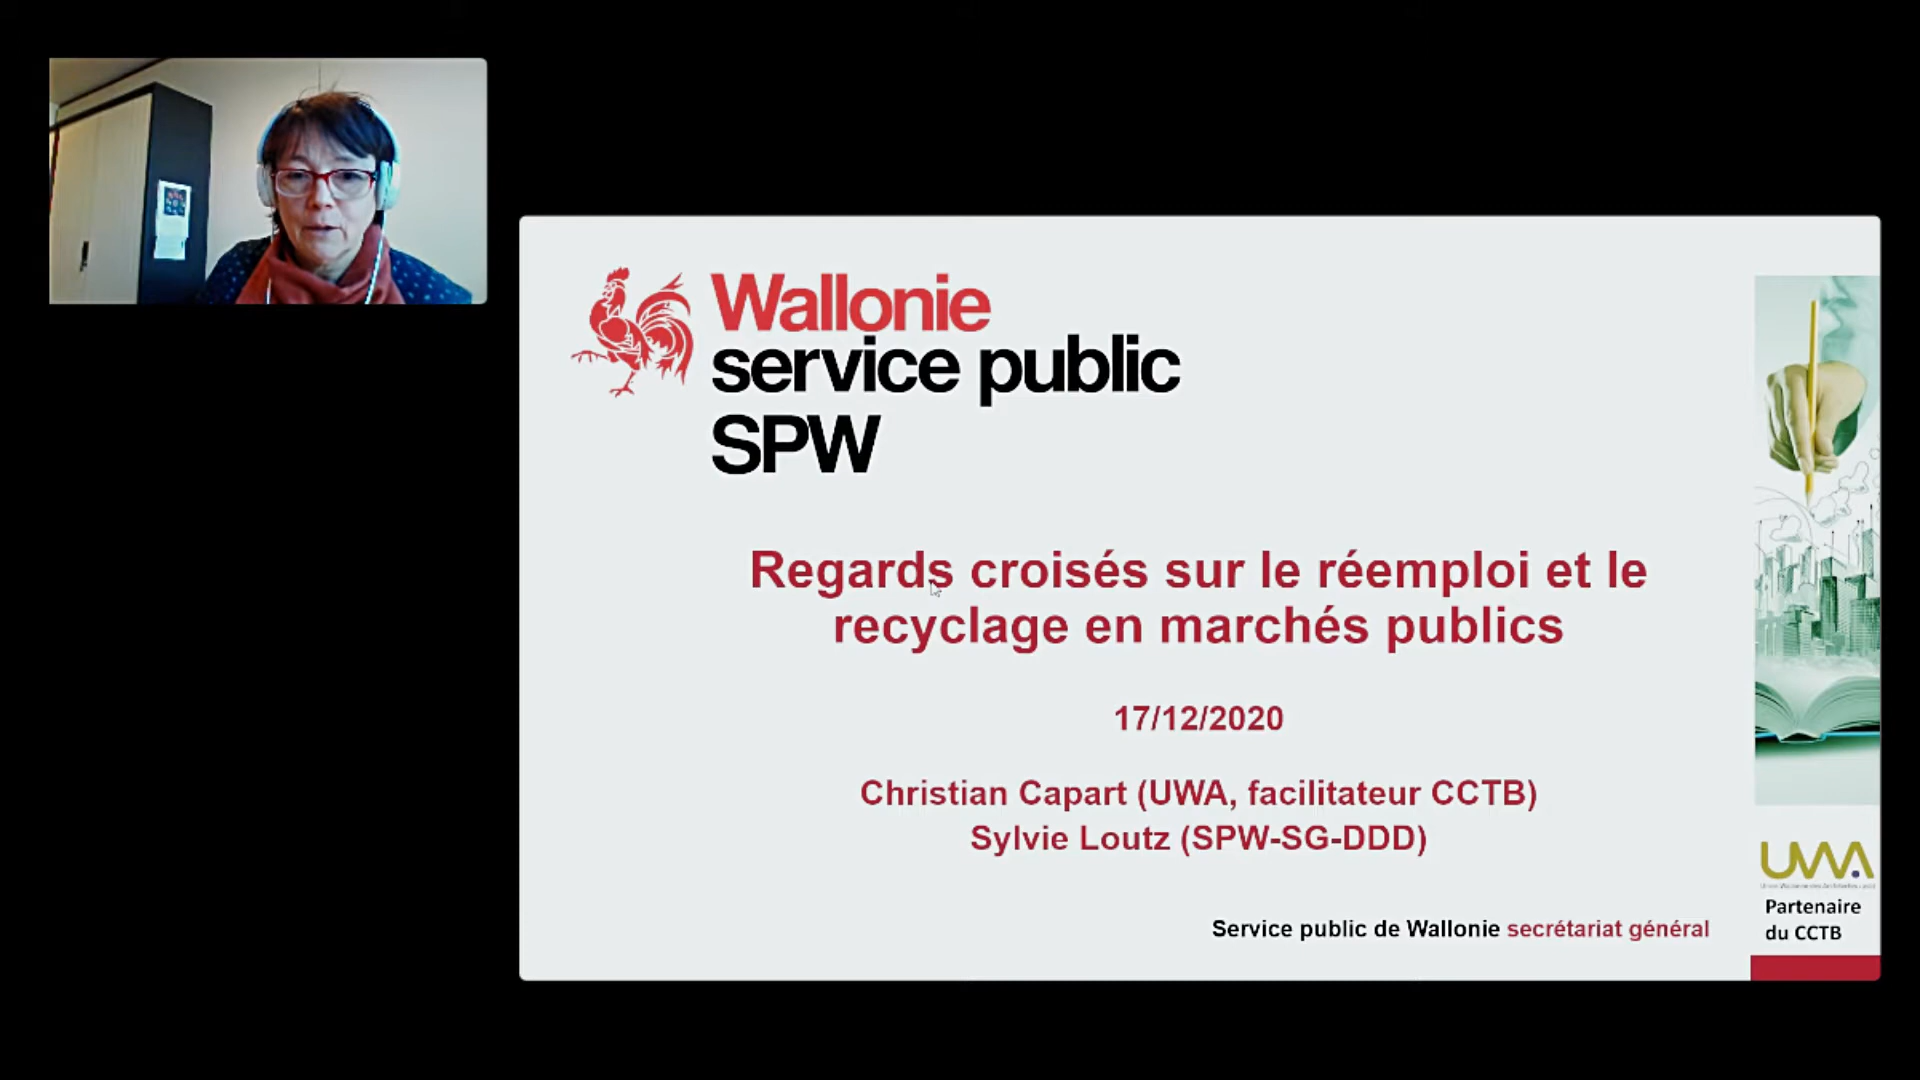 Wallonie
service public
SPW
Regards croisés sur le réemploi et le
recyclage en marchés publics
17/12/2020
Christian Capart (UWA, facilitateur CCTB)
Sylvie Loutz (SPW-SG-DDD)
Service public de Wallonie secrétariat général
UWA
Partenaire
du CCTB